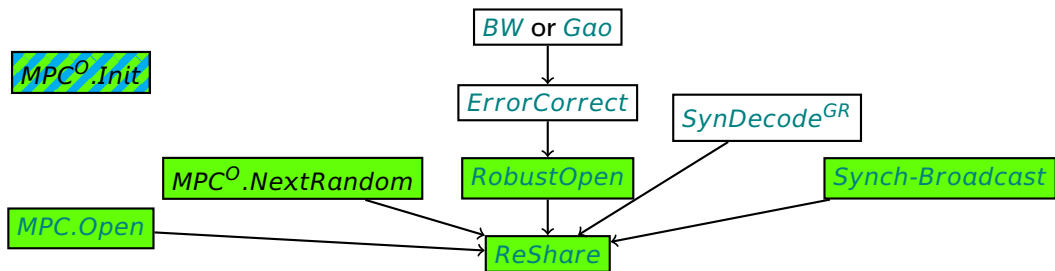 BW or Gao
MPC^O.Init
ErrorCorrect
SynDecode^GR
MPC^O.NextRandom
RobustOpen
Synch-Broadcast
MPC.Open
ReShare